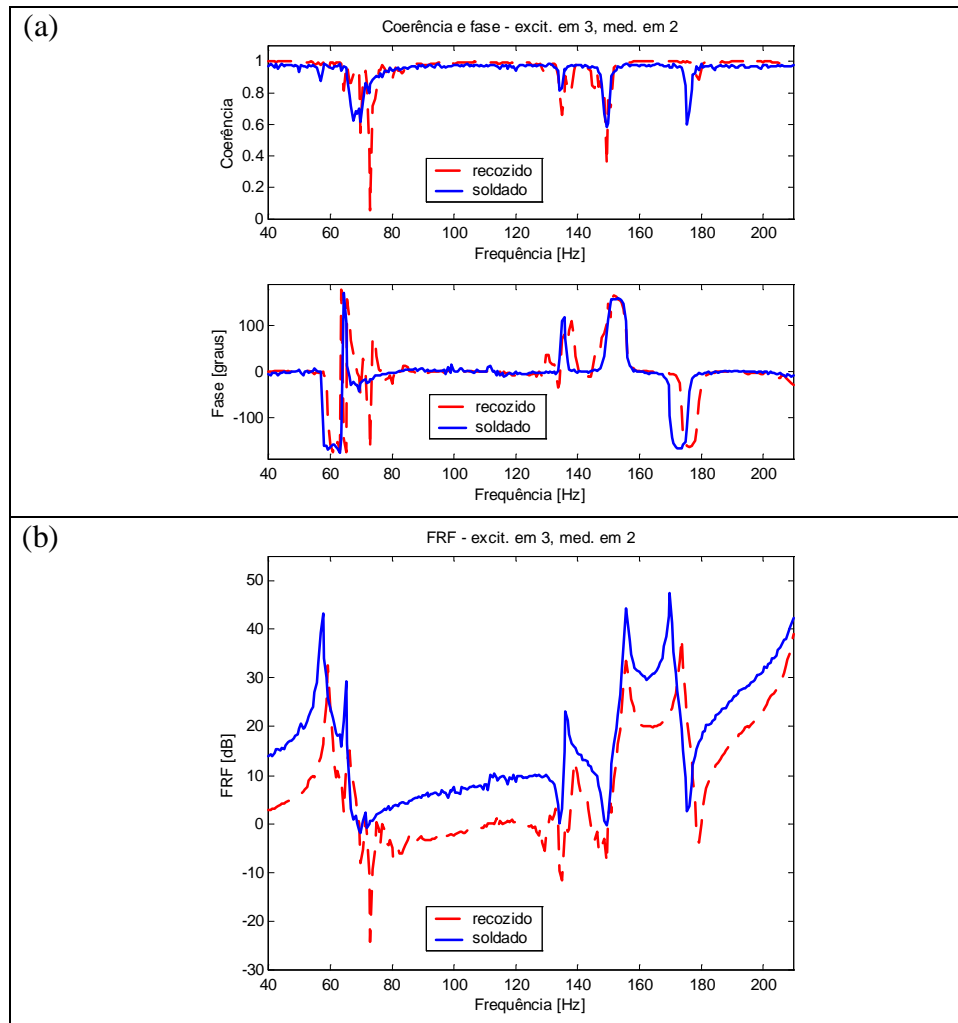 (a)
Coerência e fase - excit. em 3, med. em 2
1
0.8
0.6
0.4
0.2
0
Coerência
recozido
soldado
40 60 80 100 120 140 160 180 200
Frequência [Hz]
100
0
-100
Fase [graus]
recozido
soldado
40 60 80 100 120 140 160 180 200
Frequência [Hz]
(b)
FRF - excit. em 3, med. em 2
50
40
30
20
10
0
-10
-20
-30
FRF [dB]
recozido
soldado
40 60 80 100 120 140 160 180 200
Frequência [Hz]